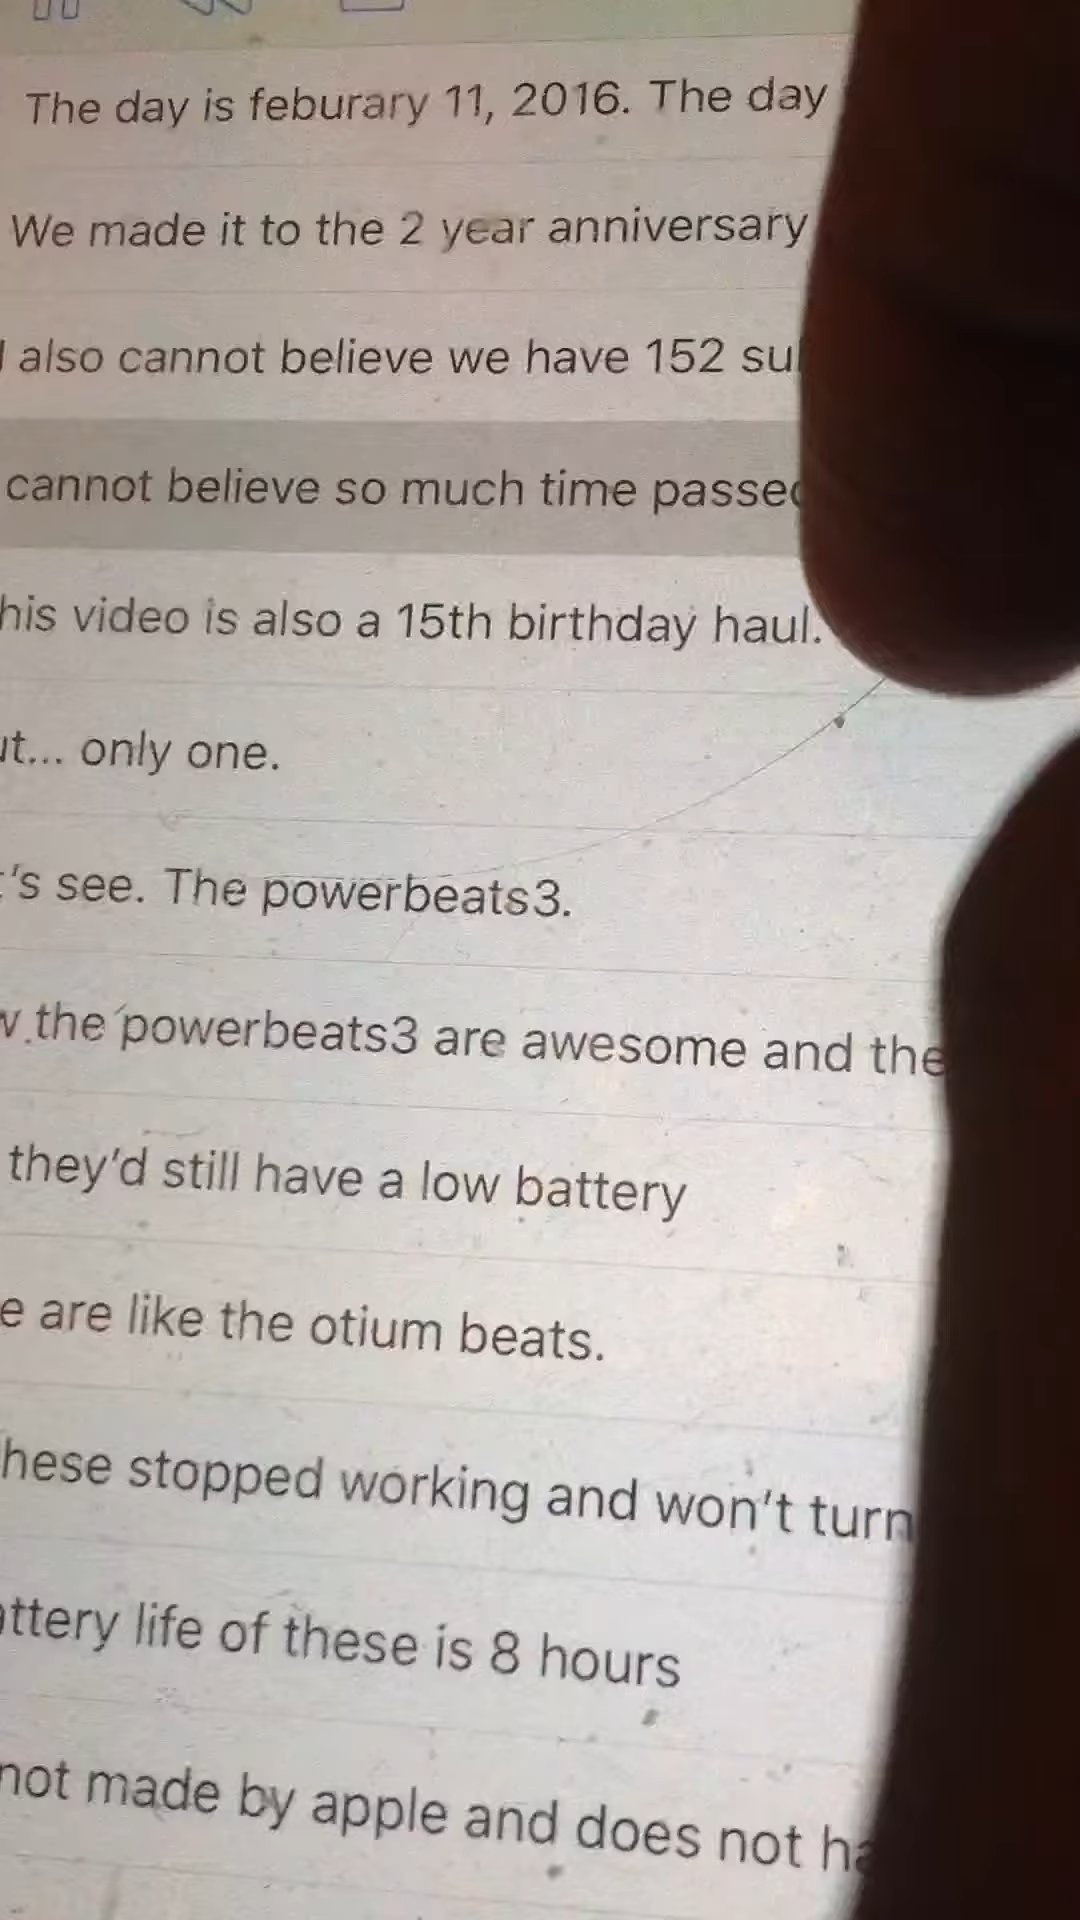 The day is feburary 11, 2016. The day
We made it to the 2 year anniversary
I also cannot believe we have 152
cannot believe so much time passed
his video is also a 15th birthday haul.
... only one.
's see. The powerbeats3.
the powerbeats3 are awesome and the
they'd still have a low battery
are like the otium beats.
hese stopped working and won't turn
ttery life of these is 8 hours
not made by apple and does not